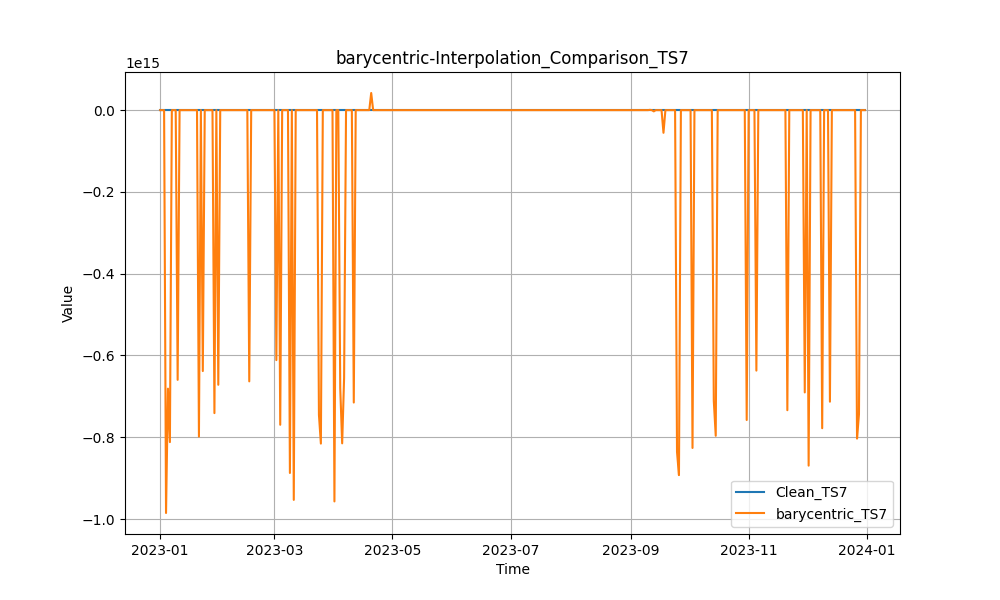 barycentric-Interpolation_Comparison_TS7
1e15
0.0
−0.2
−0.4
−0.6
−0.8
−1.0
Value
Clean_TS7
barycentric_TS7
2023-01 2023-03 2023-05 2023-07 2023-09 2023-11 2024-01
Time